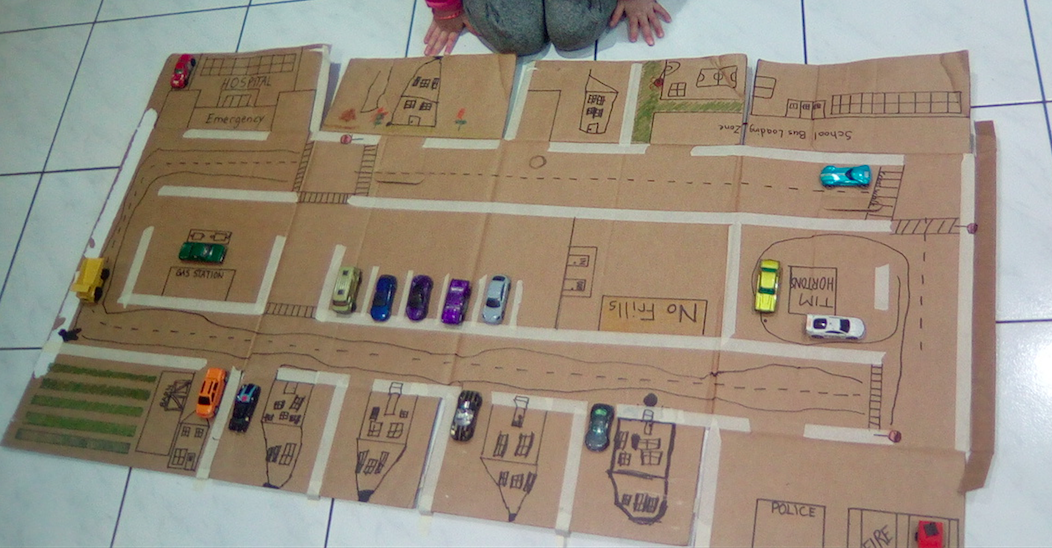 HOSPITAL
Emergency
School Bus Loading Zone
GAS STATION
No Frills
TIM
HORTONS
POLICE
FIRE